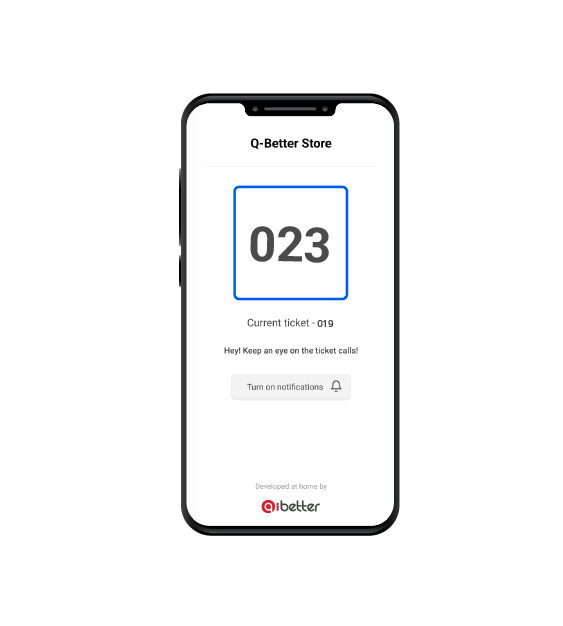 Q-Better Store
023
Current ticket - 019
Hey! Keep an eye on the ticket calls!
Turn on notifications
Developed at home by
Q:better